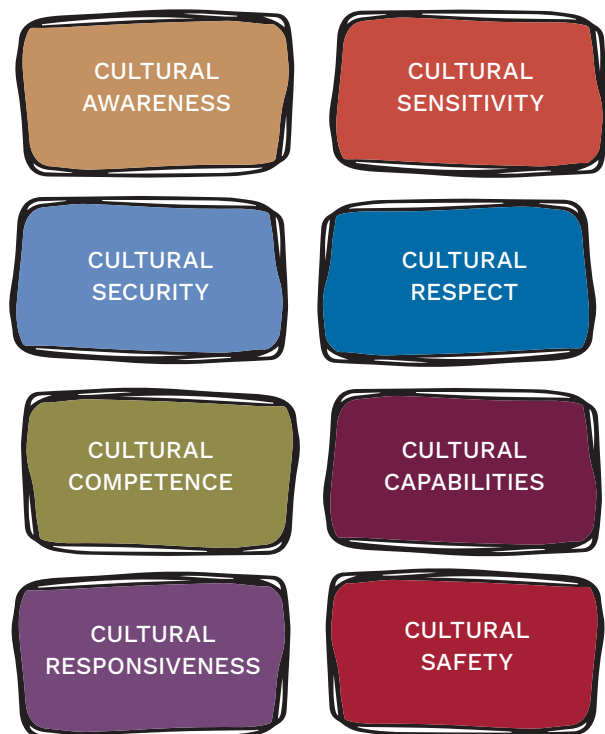 CULTURAL
AWARENESS
CULTURAL
SENSITIVITY
CULTURAL
SECURITY
CULTURAL
RESPECT
CULTURAL
COMPETENCE
CULTURAL
CAPABILITIES
CULTURAL
RESPONSIVENESS
CULTURAL
SAFETY